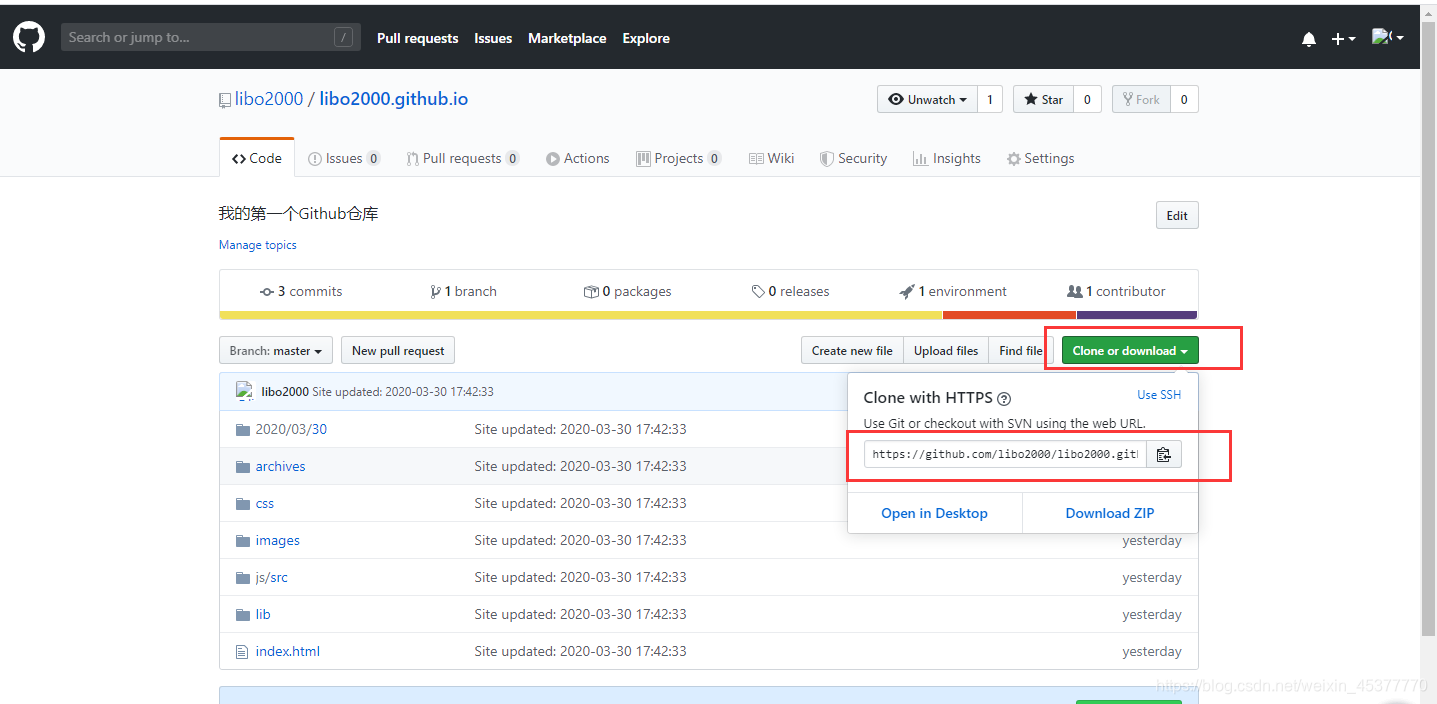 Search or jump to... / Pull requests Issues Marketplace Explore
libo2000 / libo2000.github.io Unwatch 1 Star 0 Fork 0
Code Issues 0 Pull requests 0 Actions Projects 0 Wiki Security Insights Settings
我的第一个Github仓库 Edit
Manage topics
3 commits 1 branch 0 packages 0 releases 1 environment 1 contributor
Branch: master New pull request Create new file Upload files Find file Clone or download
libo2000 Site updated: 2020-03-30 17:42:33
Clone with HTTPS ? Use SSH
Use Git or checkout with SVN using the web URL.
https://github.com/libo2000/libo2000.git
Open in Desktop Download ZIP
2020/03/30 Site updated: 2020-03-30 17:42:33
archives Site updated: 2020-03-30 17:42:33
css Site updated: 2020-03-30 17:42:33
images Site updated: 2020-03-30 17:42:33 yesterday
js/src Site updated: 2020-03-30 17:42:33 yesterday
lib Site updated: 2020-03-30 17:42:33 yesterday
index.html Site updated: 2020-03-30 17:42:33 yesterday
https://blog.csdn.net/weixin_45377770